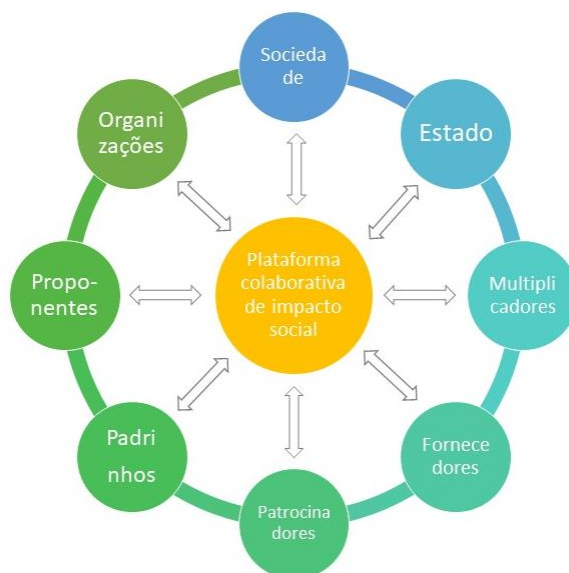 Socieda
de
Estado
Multipli
cadores
Fornece
dores
Patrocina
dores
Padri
nhos
Propo-
nentes
Organi
zações
Plataforma
colaborativa
de impacto
social